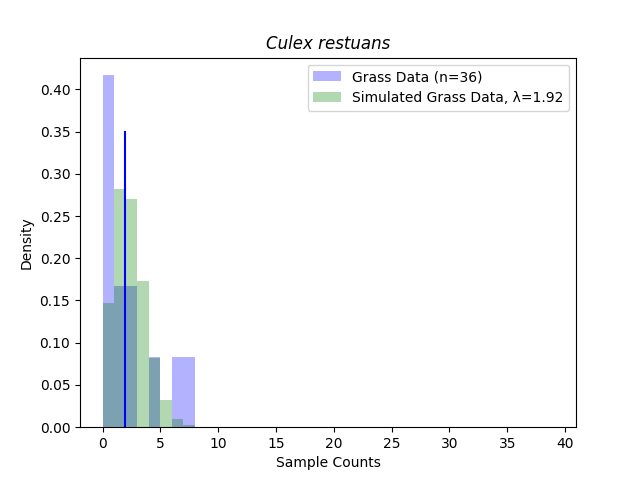 Culex restuans
Grass Data (n=36)
Simulated Grass Data, λ=1.92
Density
0.40
0.35
0.30
0.25
0.20
0.15
0.10
0.05
0.00
0 5 10 15 20 25 30 35 40
Sample Counts